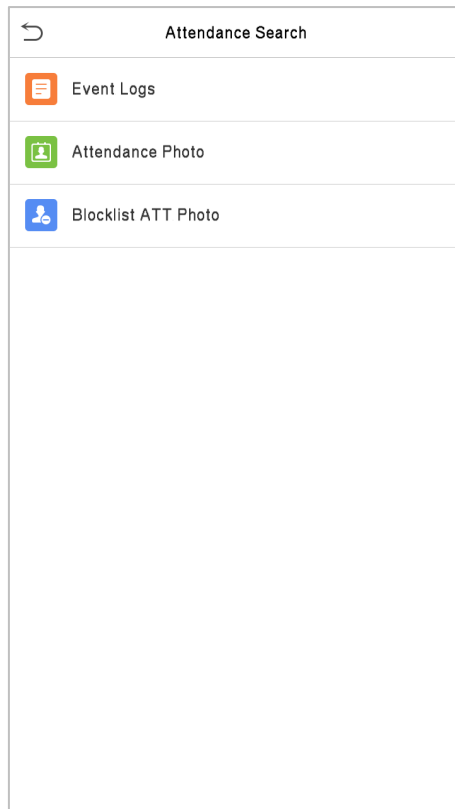 Attendance Search
Event Logs
Attendance Photo
Blocklist ATT Photo